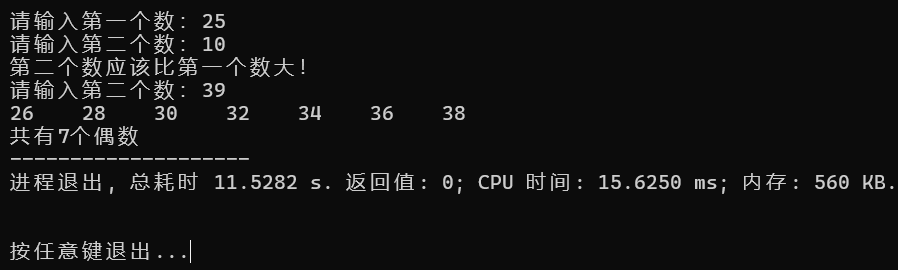 请输入第一个数: 25
请输入第二个数: 10
第二个数应该比第一个数大!
请输入第二个数: 39
26    28    30    32    34    36    38
共有7个偶数
--------------------
进程退出, 总耗时 11.5282 s. 返回值: 0; CPU 时间: 15.6250 ms; 内存: 560 KB.
按任意键退出...